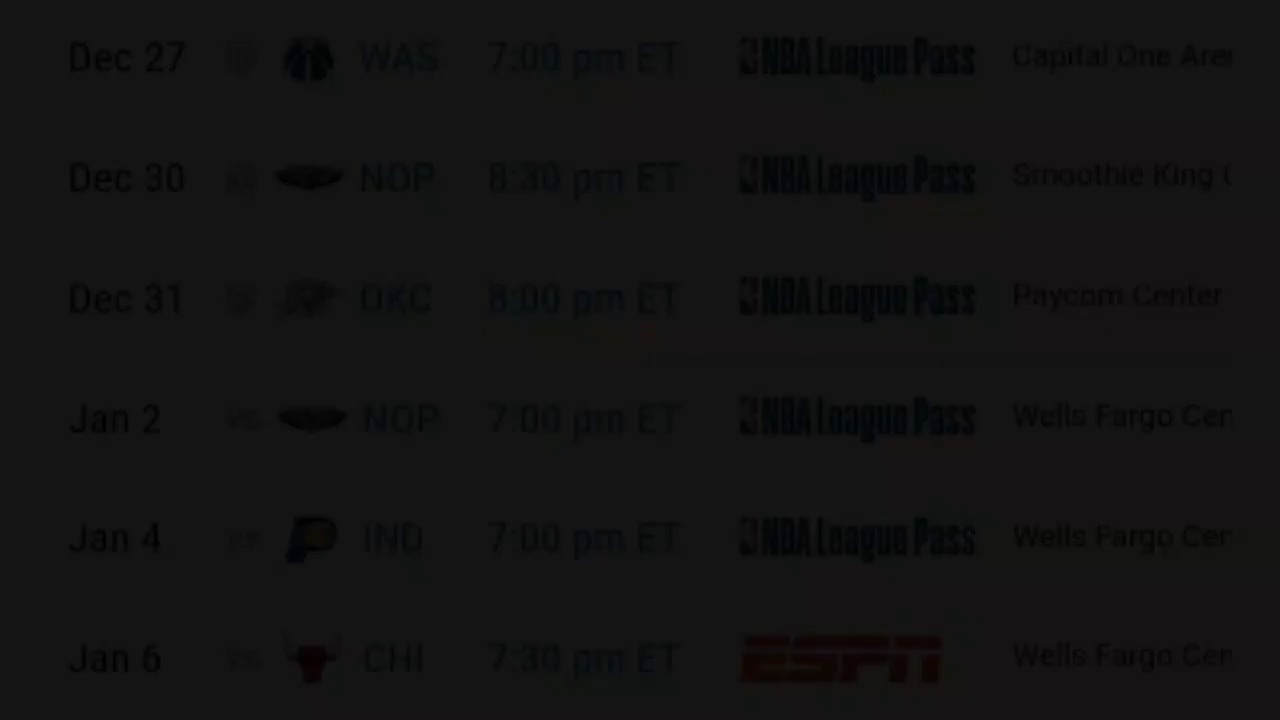 Dec 27 @ WAS 7:00 pm ET NBA League Pass Capital One Aren
Dec 30 @ NOP 8:30 pm ET NBA League Pass Smoothie King C
Dec 31 @ OKC 8:00 pm ET NBA League Pass Paycom Center
Jan 2 vs NOP 7:00 pm ET NBA League Pass Wells Fargo Cen
Jan 4 vs IND 7:00 pm ET NBA League Pass Wells Fargo Cen
Jan 6 vs CHI 7:30 pm ET ESPN Wells Fargo Cen